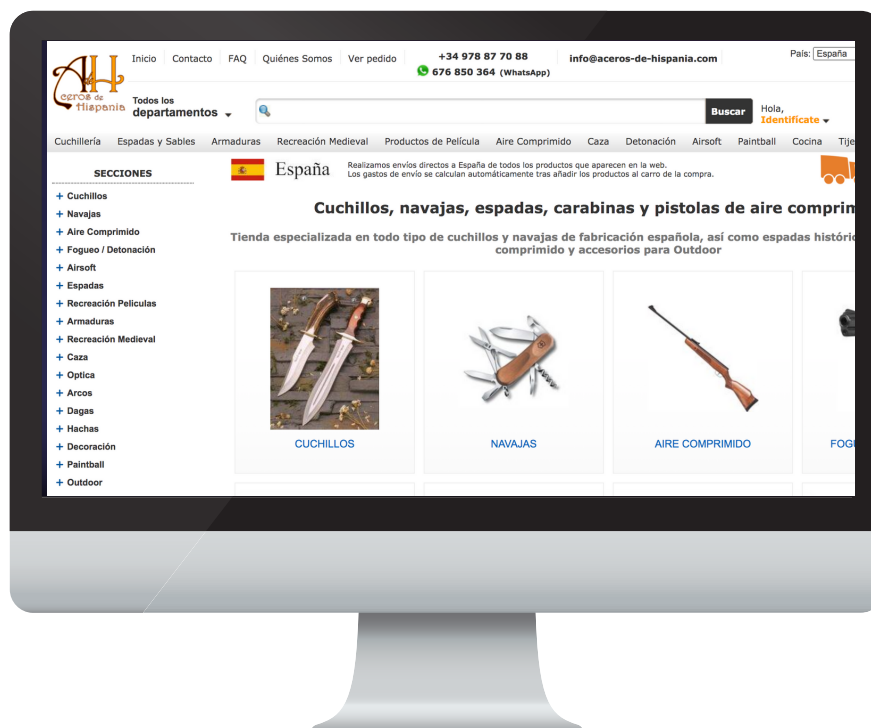 Inicio Contacto FAQ Quiénes Somos Ver pedido +34 978 87 70 88 info@aceros-de-hispania.com País: España
676 850 364 (WhatsApp)
ceros de
Hispania
Todos los
departamentos
Buscar
Hola,
Identifícate
Cuchillería Espadas y Sables Armaduras Recreación Medieval Productos de Película Aire Comprimido Caza Detonación Airsoft Paintball Cocina Tije
SECCIONES
+ Cuchillos
+ Navajas
+ Aire Comprimido
+ Fogueo / Detonación
+ Airsoft
+ Espadas
+ Recreación Películas
+ Armaduras
+ Recreación Medieval
+ Caza
+ Optica
+ Arcos
+ Dagas
+ Hachas
+ Decoración
+ Paintball
+ Outdoor
España
Realizamos envíos directos a España de todos los productos que aparecen en la web.
Los gastos de envío se calculan automáticamente tras añadir los productos al carro de la compra.
Cuchillos, navajas, espadas, carabinas y pistolas de aire comprim
Tienda especializada en todo tipo de cuchillos y navajas de fabricación española, así como espadas históric
comprimido y accesorios para Outdoor
CUCHILLOS
NAVAJAS
AIRE COMPRIMIDO
FOGU